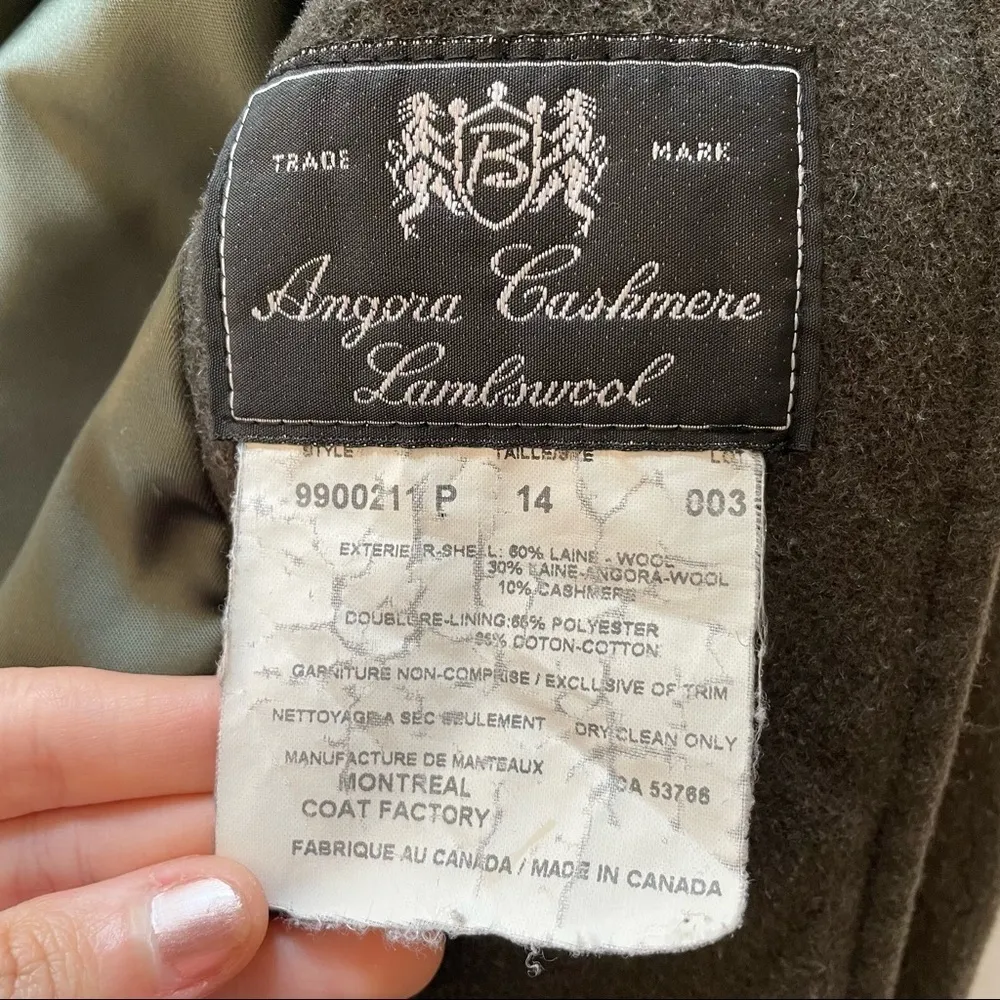 TRADE MARK
B
Angora Cashmere
Lambswool
STYLE TAILLE/SIZE LOT
9900211 P 14 003
EXTERIEUR-SHELL: 60% LAINE - WOOL
30% LAINE-ANGORA-WOOL
10% CASHMERE
DOUBLURE-LINING: POLYESTER
COTON-COTTON
GARNITURE NON-COMPRISE / EXCLUSIVE OF TRIM
NETTOYAGE A SEC SEULEMENT DRY CLEAN ONLY
MANUFACTURE DE MANTEAUX
MONTREAL CA 53766
COAT FACTORY
FABRIQUE AU CANADA / MADE IN CANADA